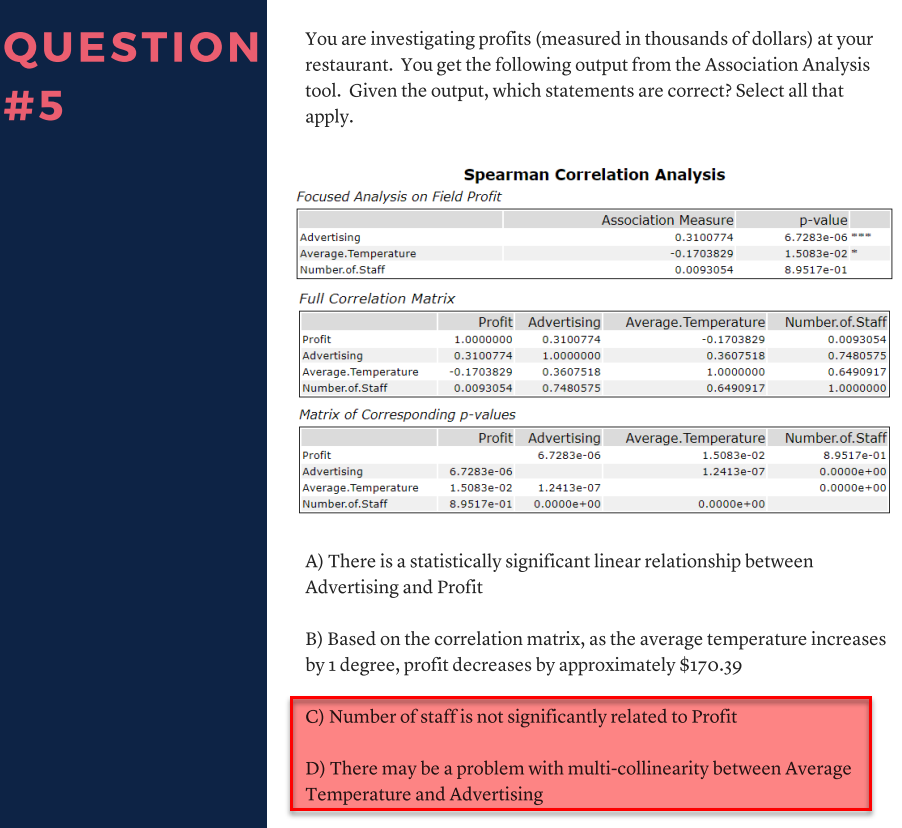 QUESTION
#5
You are investigating profits (measured in thousands of dollars) at your
restaurant. You get the following output from the Association Analysis
tool. Given the output, which statements are correct? Select all that
apply.
Spearman Correlation Analysis
Focused Analysis on Field Profit
Association Measure p-value
Advertising 0.3100774 6.7283e-06 ***
Average.Temperature -0.1703829 1.5083e-02 *
Number.of.Staff 0.0093054 8.9517e-01
Full Correlation Matrix
Profit Advertising Average.Temperature Number.of.Staff
Profit 1.0000000 0.3100774 -0.1703829 0.0093054
Advertising 0.3100774 1.0000000 0.3607518 0.7480575
Average.Temperature -0.1703829 0.3607518 1.0000000 0.6490917
Number.of.Staff 0.0093054 0.7480575 0.6490917 1.0000000
Matrix of Corresponding p-values
Profit Advertising Average.Temperature Number.of.Staff
Profit 6.7283e-06 1.5083e-02 8.9517e-01
Advertising 6.7283e-06 1.2413e-07 0.0000e+00
Average.Temperature 1.5083e-02 1.2413e-07 0.0000e+00
Number.of.Staff 8.9517e-01 0.0000e+00 0.0000e+00
A) There is a statistically significant linear relationship between
Advertising and Profit
B) Based on the correlation matrix, as the average temperature increases
by 1 degree, profit decreases by approximately $170.39
C) Number of staff is not significantly related to Profit
D) There may be a problem with multi-collinearity between Average
Temperature and Advertising